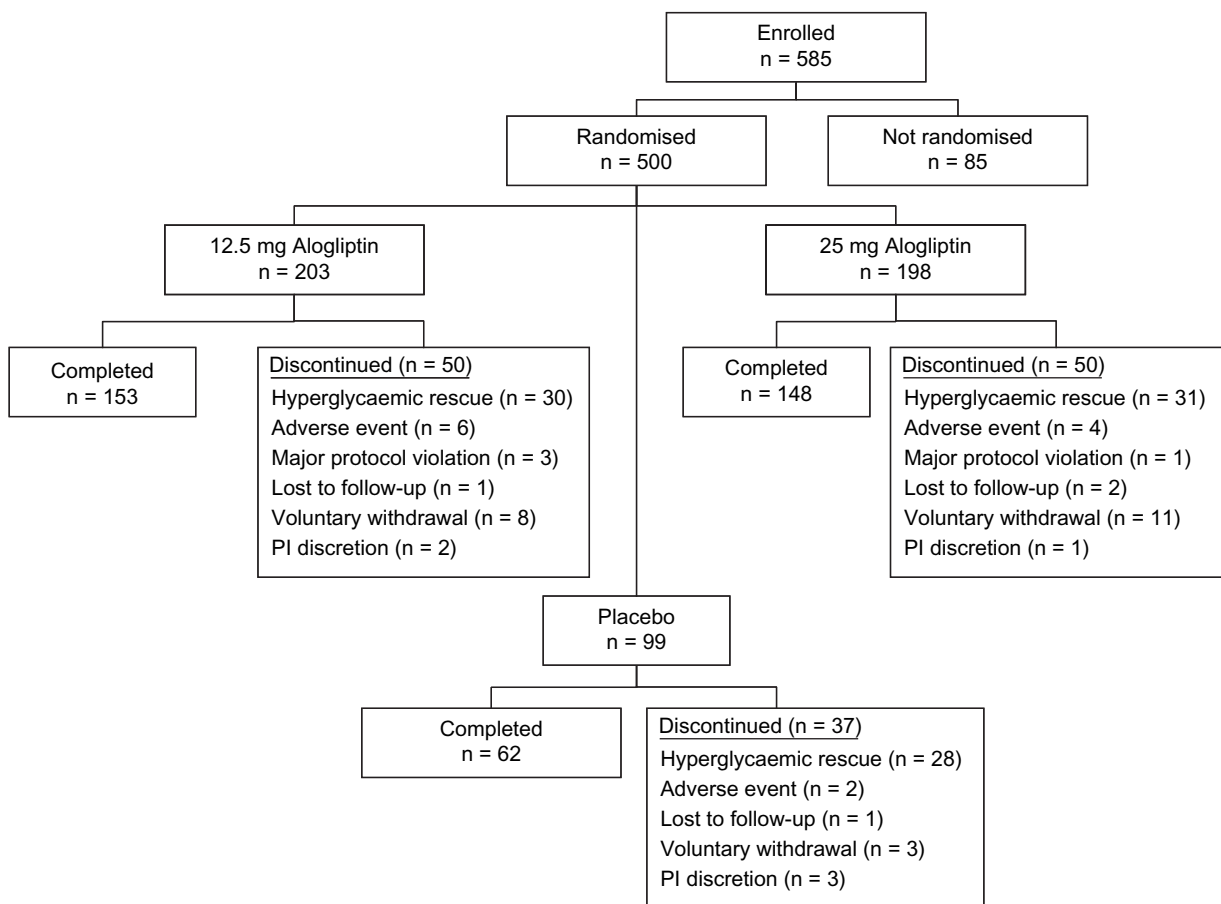 Enrolled
n = 585
Randomised
n = 500
Not randomised
n = 85
12.5 mg Alogliptin
n = 203
25 mg Alogliptin
n = 198
Completed
n = 153
Discontinued (n = 50)
Hyperglycaemic rescue (n = 30)
Adverse event (n = 6)
Major protocol violation (n = 3)
Lost to follow-up (n = 1)
Voluntary withdrawal (n = 8)
PI discretion (n = 2)
Completed
n = 148
Discontinued (n = 50)
Hyperglycaemic rescue (n = 31)
Adverse event (n = 4)
Major protocol violation (n = 1)
Lost to follow-up (n = 2)
Voluntary withdrawal (n = 11)
PI discretion (n = 1)
Placebo
n = 99
Completed
n = 62
Discontinued (n = 37)
Hyperglycaemic rescue (n = 28)
Adverse event (n = 2)
Lost to follow-up (n = 1)
Voluntary withdrawal (n = 3)
PI discretion (n = 3)